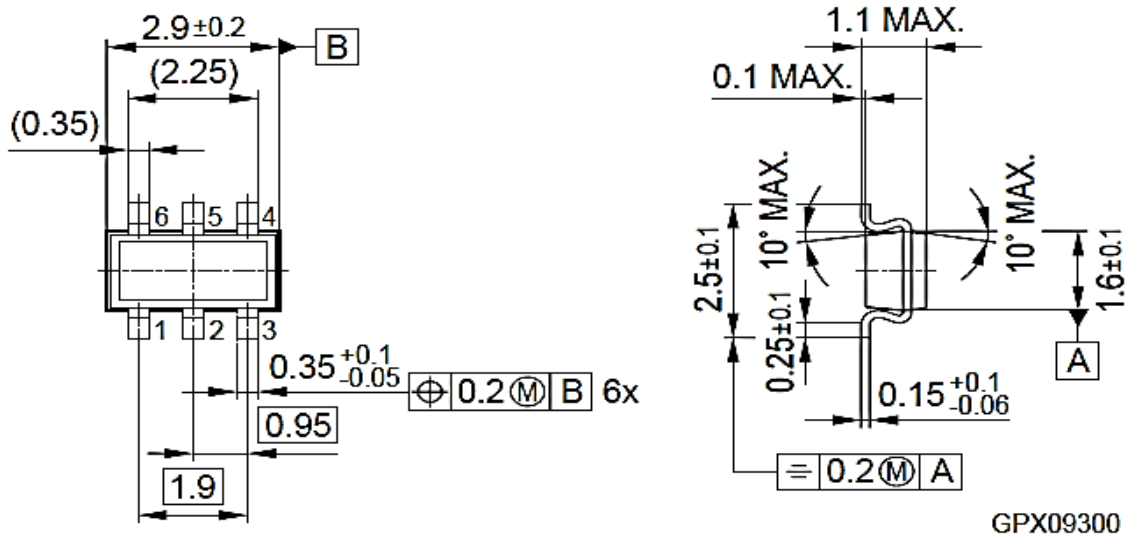 2.9±0.2
B
(2.25)
(0.35)
6 5 4
1 2 3
0.35 +0.1 -0.05
⌖ 0.2 Ⓜ B 6x
0.95
1.9
1.1 MAX.
0.1 MAX.
10° MAX.
10° MAX.
2.5±0.1
0.25±0.1
1.6±0.1
A
0.15 +0.1 -0.06
⌯ 0.2 Ⓜ A
GPX09300